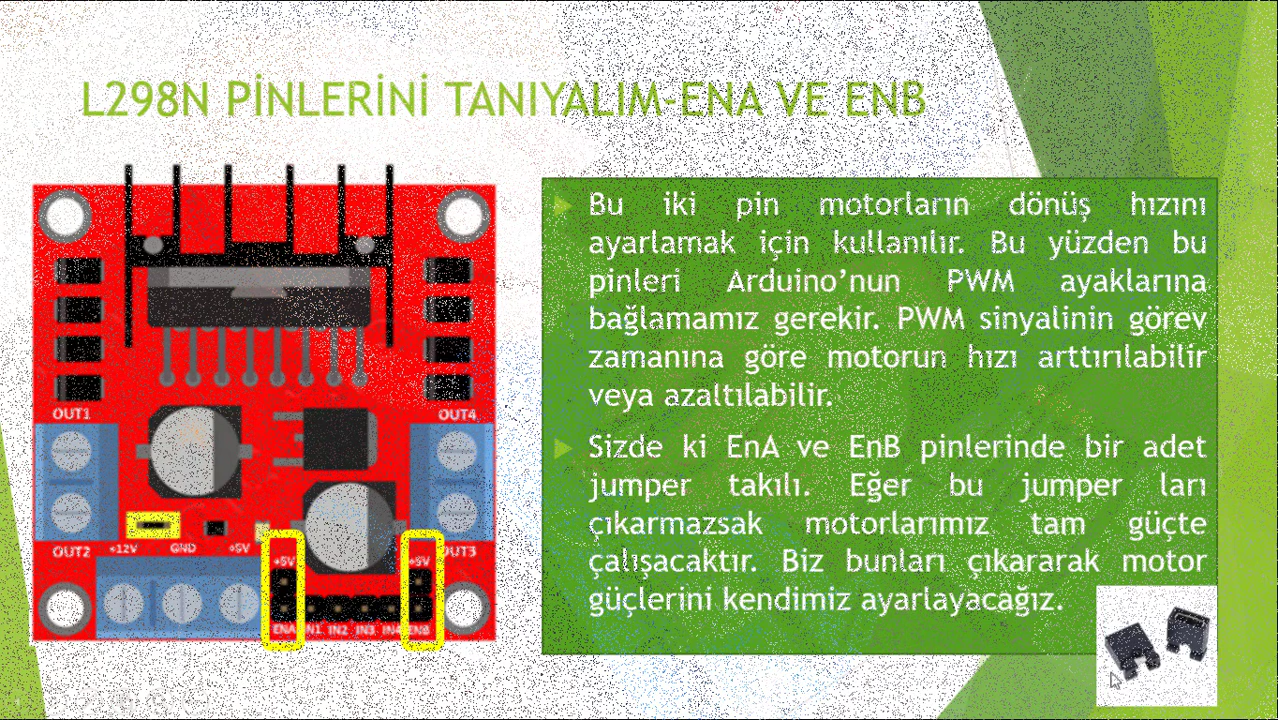 L298N PİNLERİNİ TANIYALIM-ENA VE ENB
Bu iki pin motorların dönüş hızını
ayarlamak için kullanılır. Bu yüzden bu
pinleri Arduino’nun PWM ayaklarına
bağlamamız gerekir. PWM sinyalinin görev
zamanına göre motorun hızı arttırılabilir
veya azaltılabilir.
Sizde ki EnA ve EnB pinlerinde bir adet
jumper takılı. Eğer bu jumper ları
çıkarmazsak motorlarımız tam güçte
çalışacaktır. Biz bunları çıkararak motor
güçlerini kendimiz ayarlayacağız.
OUT1 OUT4
OUT2 +12V GND +5V OUT3
+5V +5V
ENA IN1 IN2 IN3 IN4 ENB